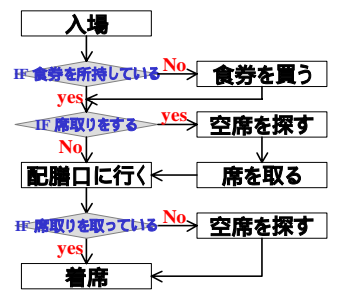 入場
IF 食券を所持している
No
食券を買う
yes
IF 席取りをする
yes
空席を探す
No
配膳口に行く
席を取る
IF 席取りを取っている
No
空席を探す
yes
着席